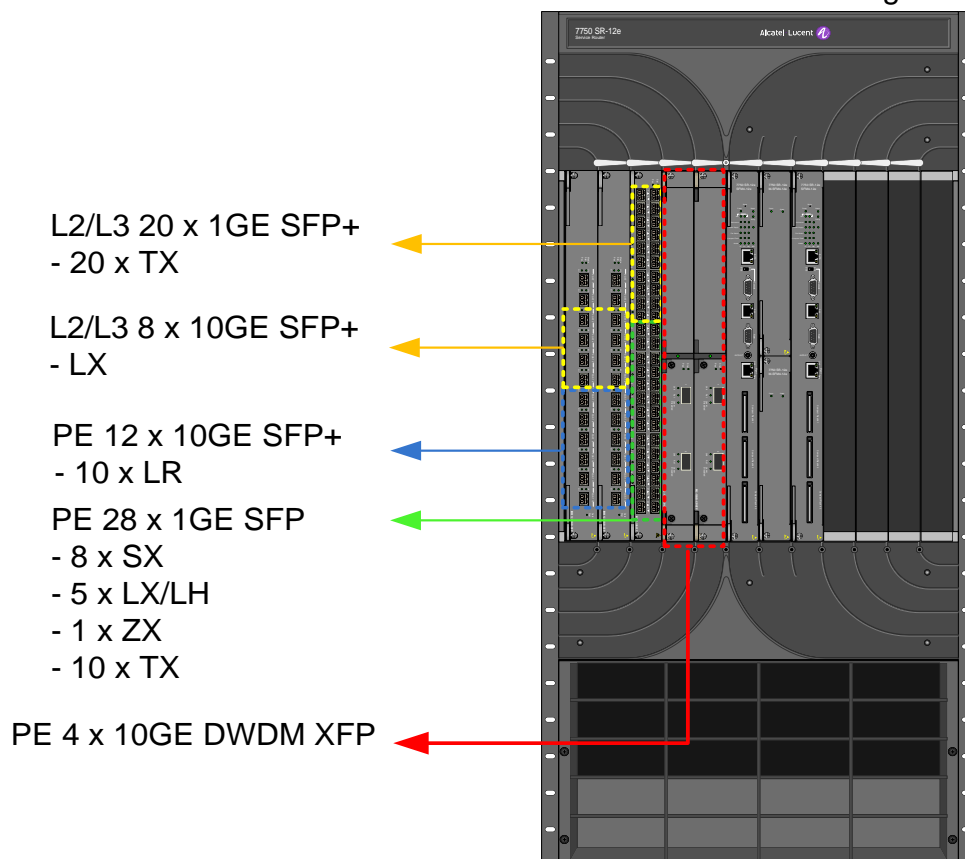 7750 SR-12e
Service Router
Alcatel Lucent
L2/L3 20 x 1GE SFP+
- 20 x TX
L2/L3 8 x 10GE SFP+
- LX
PE 12 x 10GE SFP+
- 10 x LR
PE 28 x 1GE SFP
- 8 x SX
- 5 x LX/LH
- 1 x ZX
- 10 x TX
PE 4 x 10GE DWDM XFP